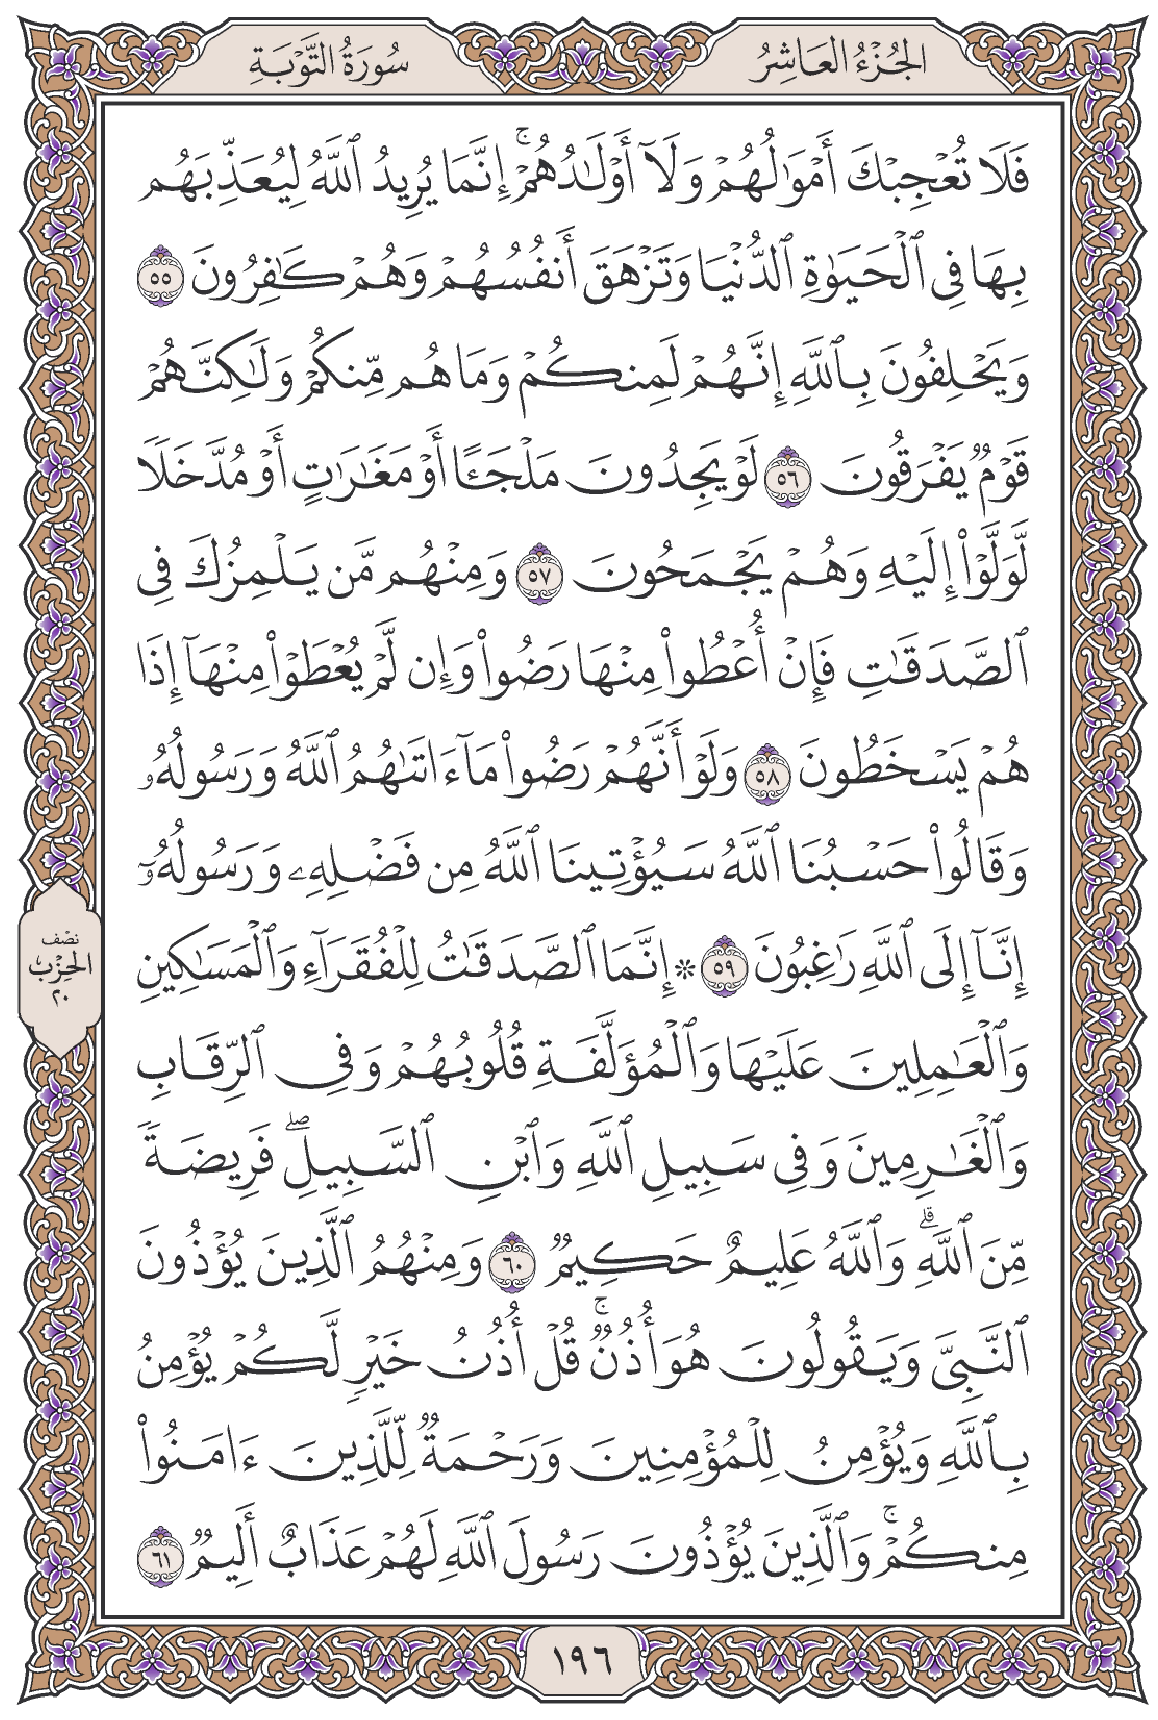 الجُزْءُ العَاشِرُ
سُورَةُ التَّوْبَةِ
فَلَا تُعْجِبْكَ أَمْوَٰلُهُمْ وَلَآ أَوْلَٰدُهُمْۚ إِنَّمَا يُرِيدُ ٱللَّهُ لِيُعَذِّبَهُم
بِهَا فِى ٱلْحَيَوٰةِ ٱلدُّنْيَا وَتَزْهَقَ أَنفُسُهُمْ وَهُمْ كَٰفِرُونَ ٥٥
وَيَحْلِفُونَ بِٱللَّهِ إِنَّهُمْ لَمِنكُمْ وَمَا هُم مِّنكُمْ وَلَٰكِنَّهُمْ
قَوْمٌ يَفْرَقُونَ ٥٦ لَوْ يَجِدُونَ مَلْجَـًٔا أَوْ مَغَٰرَٰتٍ أَوْ مُدَّخَلًا
لَّوَلَّوْا۟ إِلَيْهِ وَهُمْ يَجْمَحُونَ ٥٧ وَمِنْهُم مَّن يَلْمِزُكَ فِى
ٱلصَّدَقَٰتِ فَإِنْ أُعْطُوا۟ مِنْهَا رَضُوا۟ وَإِن لَّمْ يُعْطَوْا۟ مِنْهَآ إِذَا
هُمْ يَسْخَطُونَ ٥٨ وَلَوْ أَنَّهُمْ رَضُوا۟ مَآ ءَاتَىٰهُمُ ٱللَّهُ وَرَسُولُهُۥ
وَقَالُوا۟ حَسْبُنَا ٱللَّهُ سَيُؤْتِينَا ٱللَّهُ مِن فَضْلِهِۦ وَرَسُولُهُۥٓ
إِنَّآ إِلَى ٱللَّهِ رَٰغِبُونَ ٥٩ ۞ إِنَّمَا ٱلصَّدَقَٰتُ لِلْفُقَرَآءِ وَٱلْمَسَٰكِينِ
وَٱلْعَٰمِلِينَ عَلَيْهَا وَٱلْمُؤَلَّفَةِ قُلُوبُهُمْ وَفِى ٱلرِّقَابِ
وَٱلْغَٰرِمِينَ وَفِى سَبِيلِ ٱللَّهِ وَٱبْنِ ٱلسَّبِيلِۖ فَرِيضَةً
مِّنَ ٱللَّهِۗ وَٱللَّهُ عَلِيمٌ حَكِيمٌ ٦٠ وَمِنْهُمُ ٱلَّذِينَ يُؤْذُونَ
ٱلنَّبِىَّ وَيَقُولُونَ هُوَ أُذُنٌۚ قُلْ أُذُنُ خَيْرٍ لَّكُمْ يُؤْمِنُ
بِٱللَّهِ وَيُؤْمِنُ لِلْمُؤْمِنِينَ وَرَحْمَةٌ لِّلَّذِينَ ءَامَنُوا۟
مِنكُمْۚ وَٱلَّذِينَ يُؤْذُونَ رَسُولَ ٱللَّهِ لَهُمْ عَذَابٌ أَلِيمٌ ٦١
نصْف
الحِزْب
٢٠
١٩٦